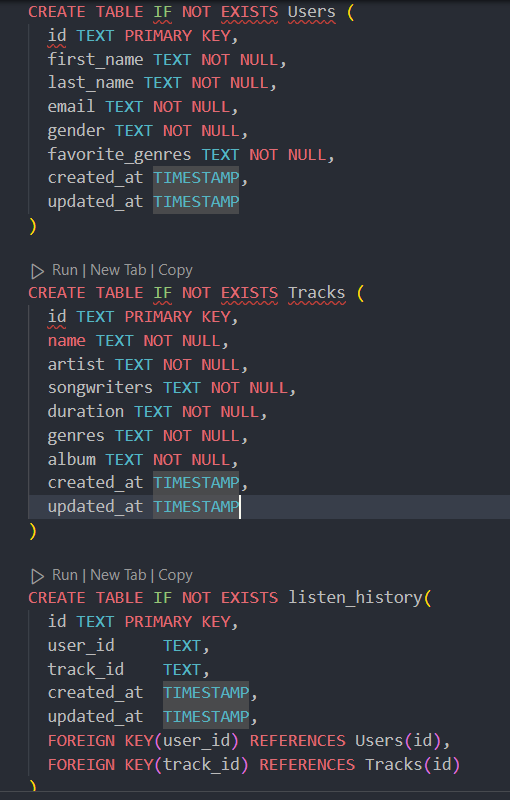 CREATE TABLE IF NOT EXISTS Users (
id TEXT PRIMARY KEY,
first_name TEXT NOT NULL,
last_name TEXT NOT NULL,
email TEXT NOT NULL,
gender TEXT NOT NULL,
favorite_genres TEXT NOT NULL,
created_at TIMESTAMP,
updated_at TIMESTAMP
)
Run | New Tab | Copy
CREATE TABLE IF NOT EXISTS Tracks (
id TEXT PRIMARY KEY,
name TEXT NOT NULL,
artist TEXT NOT NULL,
songwriters TEXT NOT NULL,
duration TEXT NOT NULL,
genres TEXT NOT NULL,
album TEXT NOT NULL,
created_at TIMESTAMP,
updated_at TIMESTAMP
)
Run | New Tab | Copy
CREATE TABLE IF NOT EXISTS listen_history(
id TEXT PRIMARY KEY,
user_id TEXT,
track_id TEXT,
created_at TIMESTAMP,
updated_at TIMESTAMP,
FOREIGN KEY(user_id) REFERENCES Users(id),
FOREIGN KEY(track_id) REFERENCES Tracks(id)
)